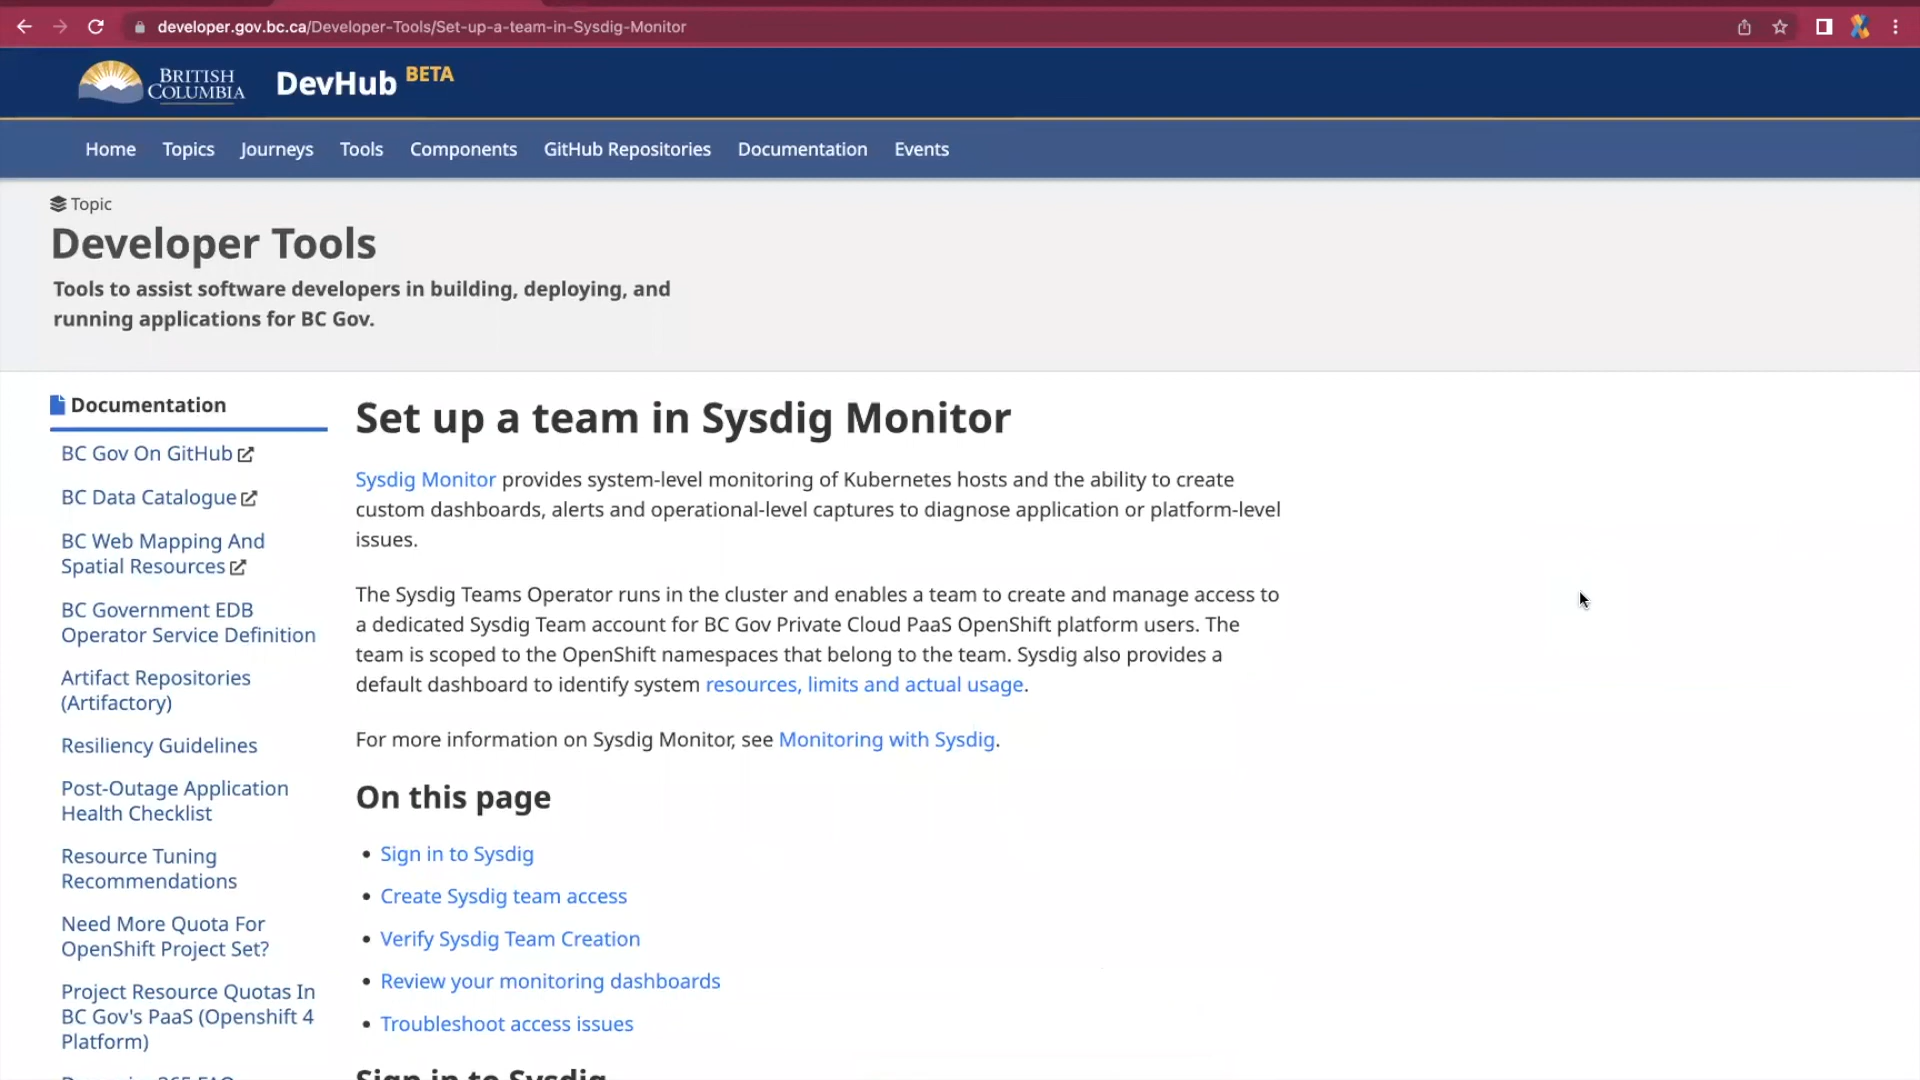 developer.gov.bc.ca/Developer-Tools/Set-up-a-team-in-Sysdig-Monitor
BRITISH
COLUMBIA
DevHub BETA
Home Topics Journeys Tools Components GitHub Repositories Documentation Events
Topic
Developer Tools
Tools to assist software developers in building, deploying, and
running applications for BC Gov.
Documentation
BC Gov On GitHub
BC Data Catalogue
BC Web Mapping And
Spatial Resources
BC Government EDB
Operator Service Definition
Artifact Repositories
(Artifactory)
Resiliency Guidelines
Post-Outage Application
Health Checklist
Resource Tuning
Recommendations
Need More Quota For
OpenShift Project Set?
Project Resource Quotas In
BC Gov's PaaS (Openshift 4
Platform)
Set up a team in Sysdig Monitor
Sysdig Monitor provides system-level monitoring of Kubernetes hosts and the ability to create
custom dashboards, alerts and operational-level captures to diagnose application or platform-level
issues.
The Sysdig Teams Operator runs in the cluster and enables a team to create and manage access to
a dedicated Sysdig Team account for BC Gov Private Cloud PaaS OpenShift platform users. The
team is scoped to the OpenShift namespaces that belong to the team. Sysdig also provides a
default dashboard to identify system resources, limits and actual usage.
For more information on Sysdig Monitor, see Monitoring with Sysdig.
On this page
• Sign in to Sysdig
• Create Sysdig team access
• Verify Sysdig Team Creation
• Review your monitoring dashboards
• Troubleshoot access issues
Sign in to Sysdig